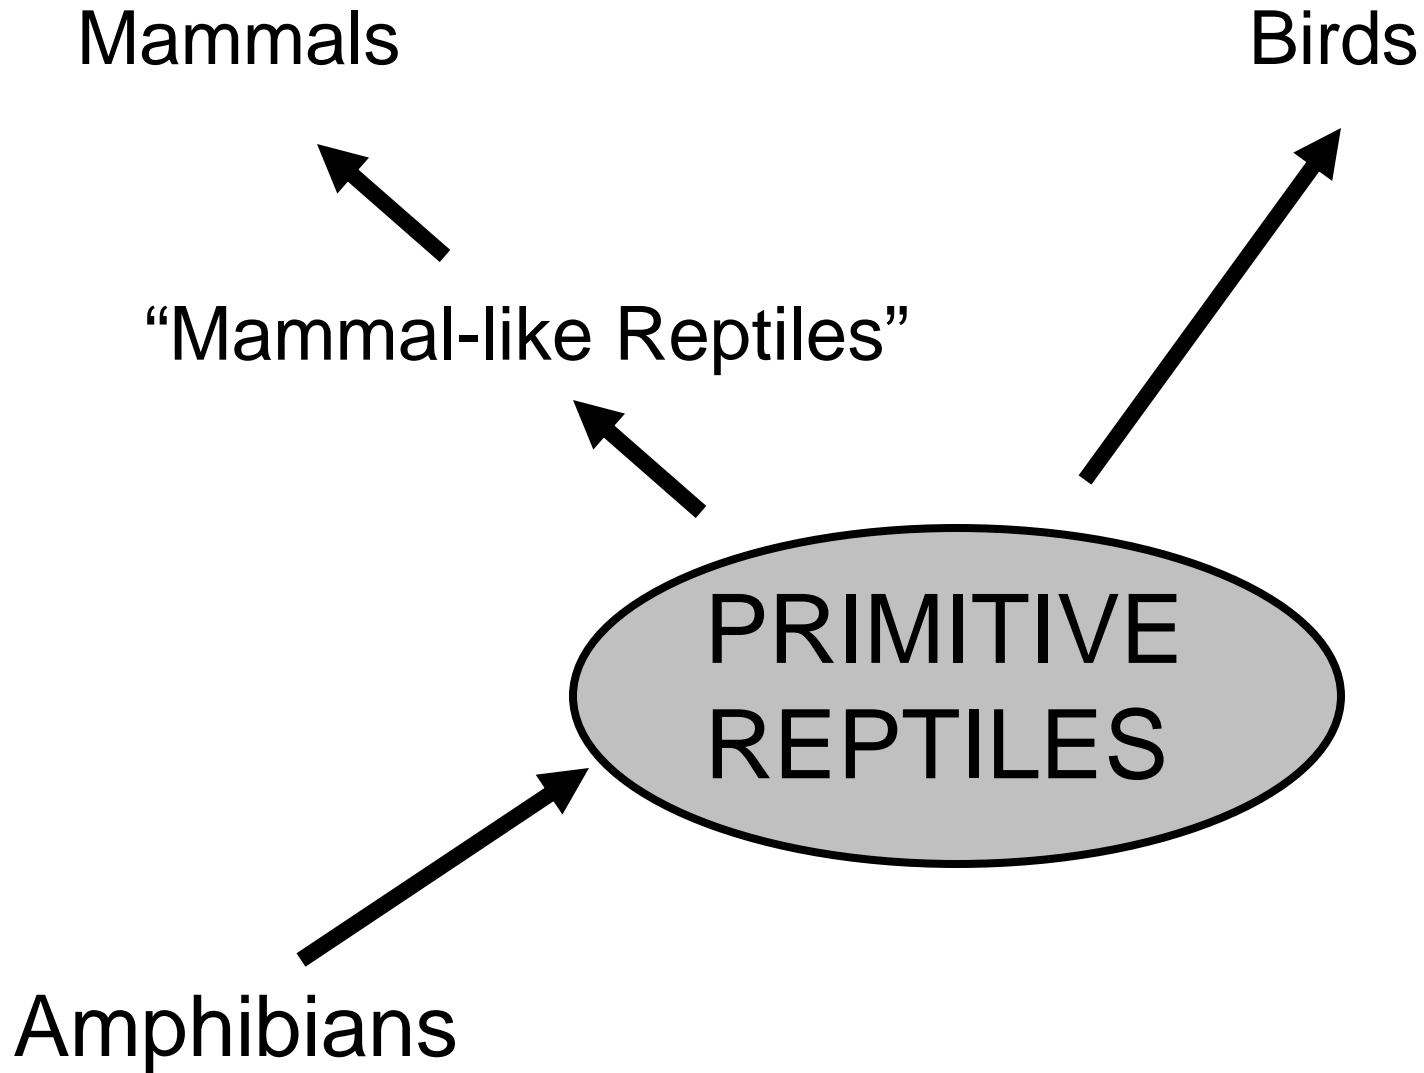 Mammals
Birds
“Mammal-like Reptiles”
PRIMITIVE
REPTILES
Amphibians